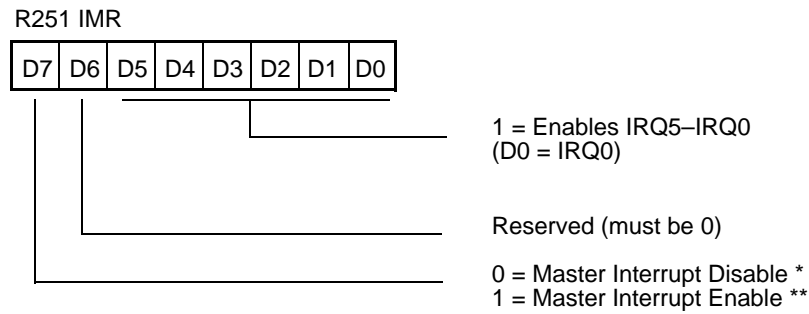 R251 IMR
D7 D6 D5 D4 D3 D2 D1 D0
1 = Enables IRQ5–IRQ0
(D0 = IRQ0)
Reserved (must be 0)
0 = Master Interrupt Disable *
1 = Master Interrupt Enable **